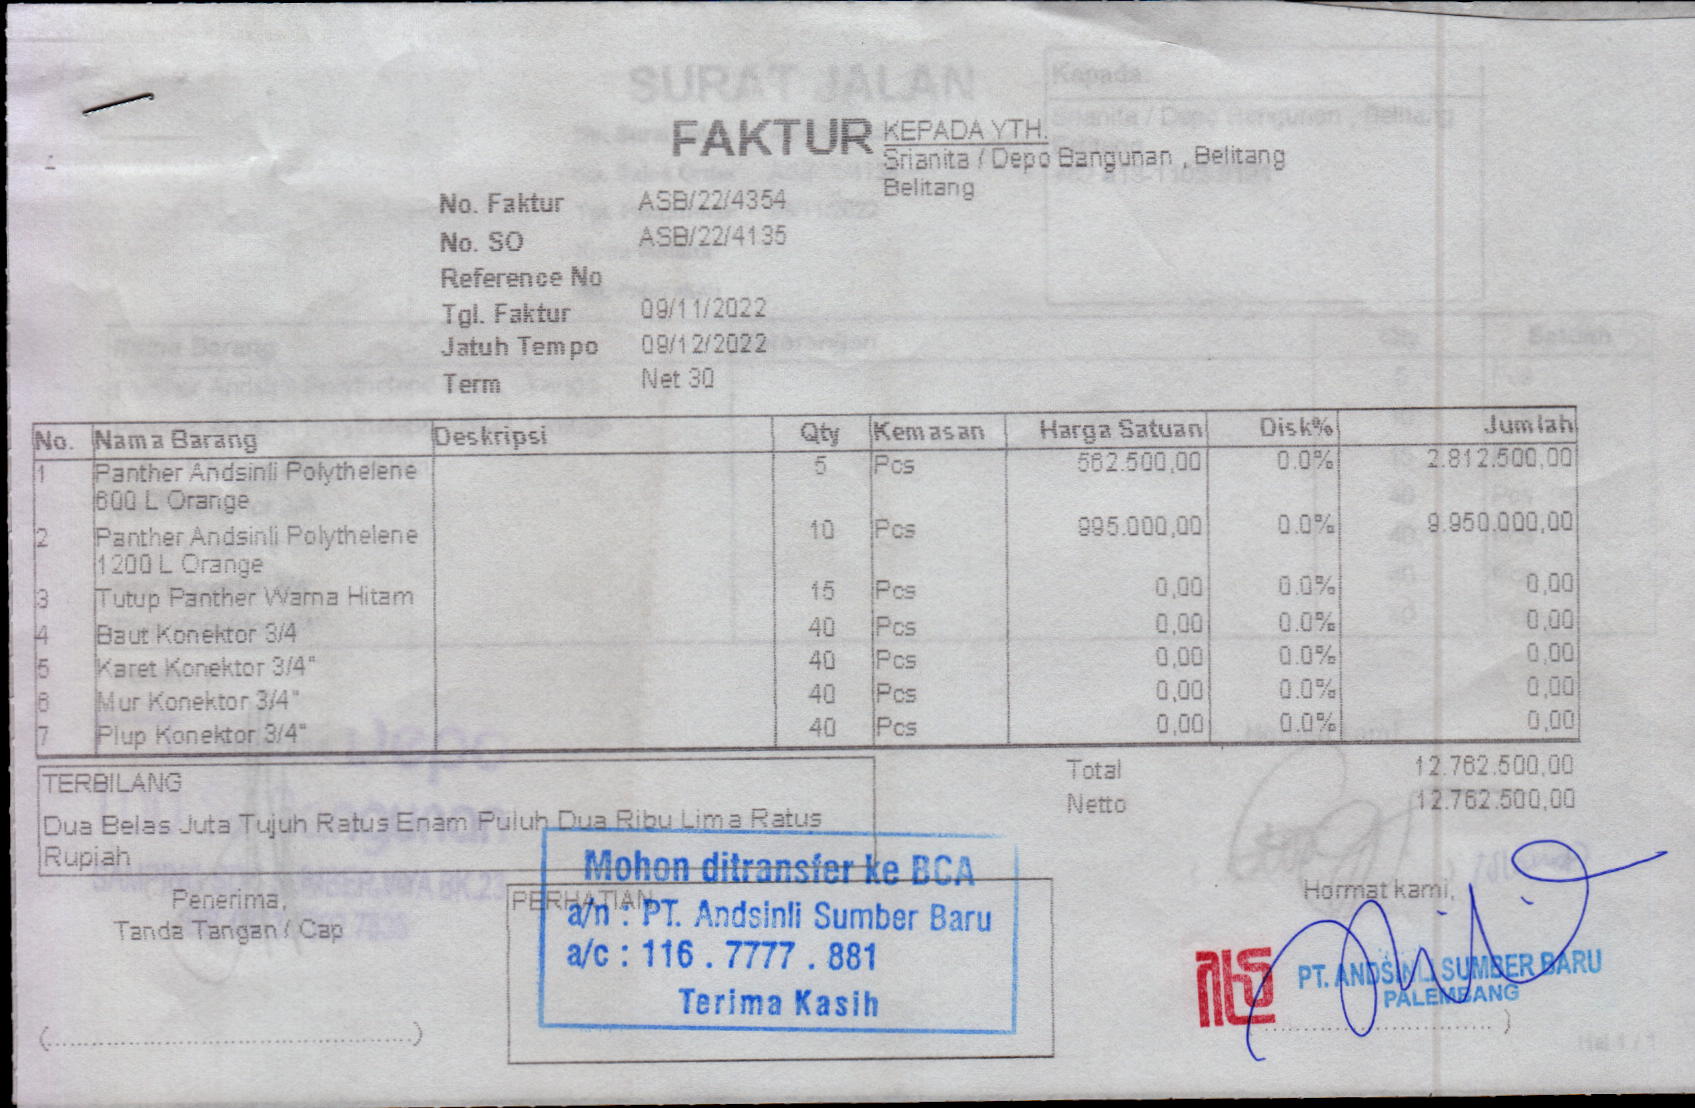 FAKTUR
KEPADA YTH.
Srianita / Depo Bangunan , Belitang
Belitang
No. Faktur ASB/22/4354
No. SO ASB/22/4135
Reference No
Tgl. Faktur 09/11/2022
Jatuh Tempo 09/12/2022
Term Net 30
No. Nama Barang Deskripsi Qty Kemasan Harga Satuan Disk% Jumlah
1 Panther Andsinli Polythelene 5 Pcs 562.500,00 0.0% 2.812.500,00
600 L Orange
2 Panther Andsinli Polythelene 10 Pcs 995.000,00 0.0% 9.950.000,00
1200 L Orange
3 Tutup Panther Warna Hitam 15 Pcs 0,00 0.0% 0,00
4 Baut Konektor 3/4 40 Pcs 0,00 0.0% 0,00
5 Karet Konektor 3/4" 40 Pcs 0,00 0.0% 0,00
6 Mur Konektor 3/4" 40 Pcs 0,00 0.0% 0,00
7 Plup Konektor 3/4" 40 Pcs 0,00 0.0% 0,00
Total 12.762.500,00
Netto 12.762.500,00
TERBILANG
Dua Belas Juta Tujuh Ratus Enam Puluh Dua Ribu Lima Ratus
Rupiah
Penerima,
Tanda Tangan / Cap
(....................)
PERHATIAN
Mohon ditransfer ke BCA
a/n : PT. Andsinli Sumber Baru
a/c : 116 . 7777 . 881
Terima Kasih
Hormat kami,
PT. ANDSINLI SUMBER BARU
PALEMBANG
SURAT JALAN
Kepada
Nama Barang
Satuan